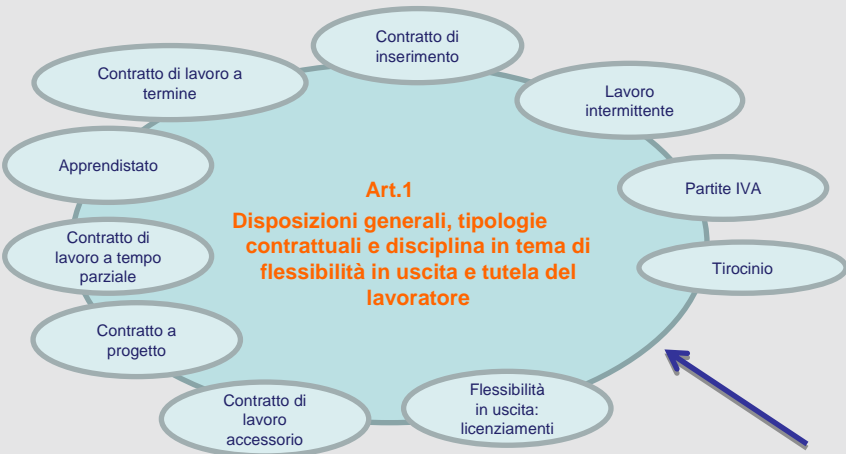 Contratto di
inserimento
Contratto di lavoro a
termine
Lavoro
intermittente
Apprendistato
Partite IVA
Art.1
Disposizioni generali, tipologie
contrattuali e disciplina in tema di
flessibilità in uscita e tutela del
lavoratore
Contratto di
lavoro a tempo
parziale
Tirocinio
Contratto a
progetto
Contratto di
lavoro
accessorio
Flessibilità
in uscita:
licenziamenti